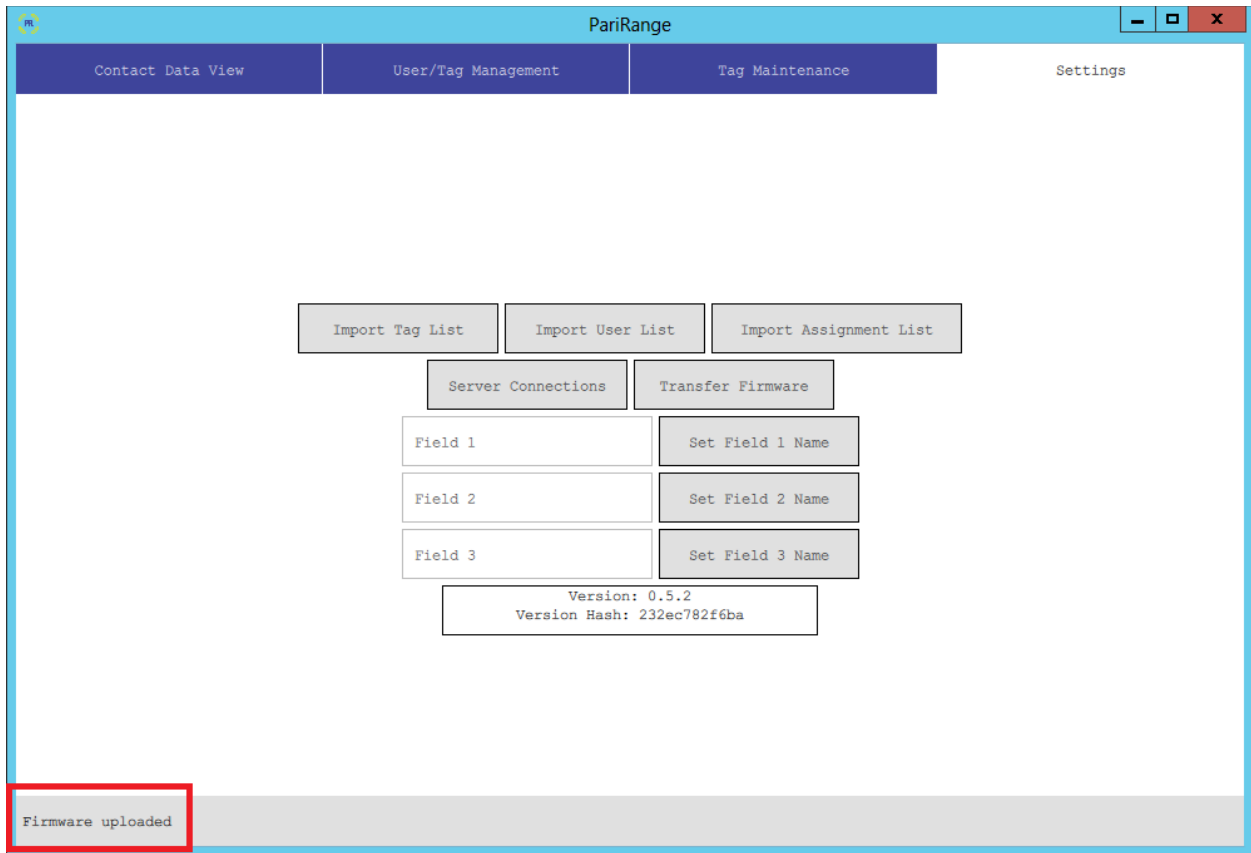 PR
PariRange
Contact Data View User/Tag Management Tag Maintenance Settings
Import Tag List Import User List Import Assignment List
Server Connections Transfer Firmware
Field 1 Set Field 1 Name
Field 2 Set Field 2 Name
Field 3 Set Field 3 Name
Version: 0.5.2
Version Hash: 232ec782f6ba
Firmware uploaded